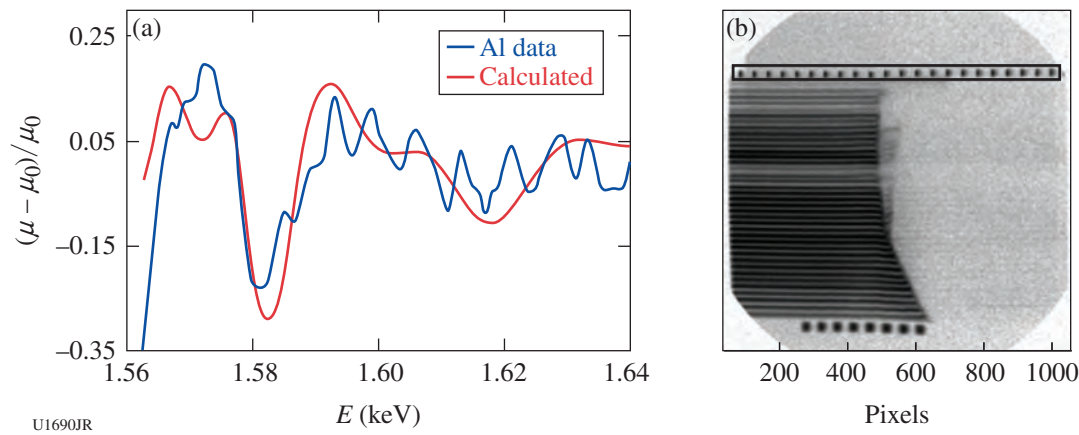 (a)
0.25
0.05
−0.15
−0.35
(μ − μ0)/μ0
Al data
Calculated
1.56 1.58 1.60 1.62 1.64
E (keV)
(b)
200 400 600 800 1000
Pixels
U1690JR